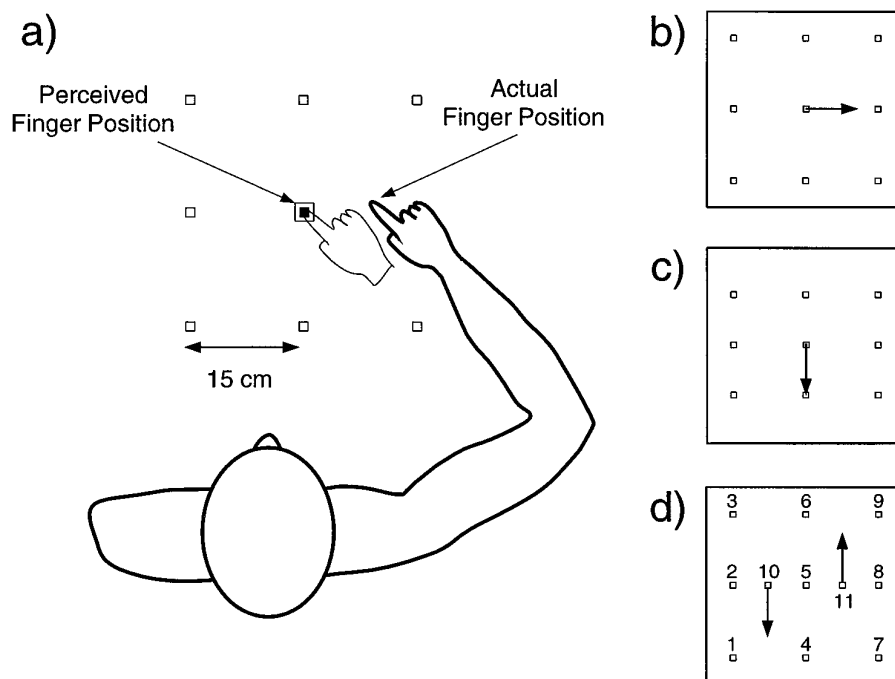 a)
Perceived
Finger Position
Actual
Finger Position
15 cm
b)
c)
d)
3 6 9
2 10 5 8
11
1 4 7